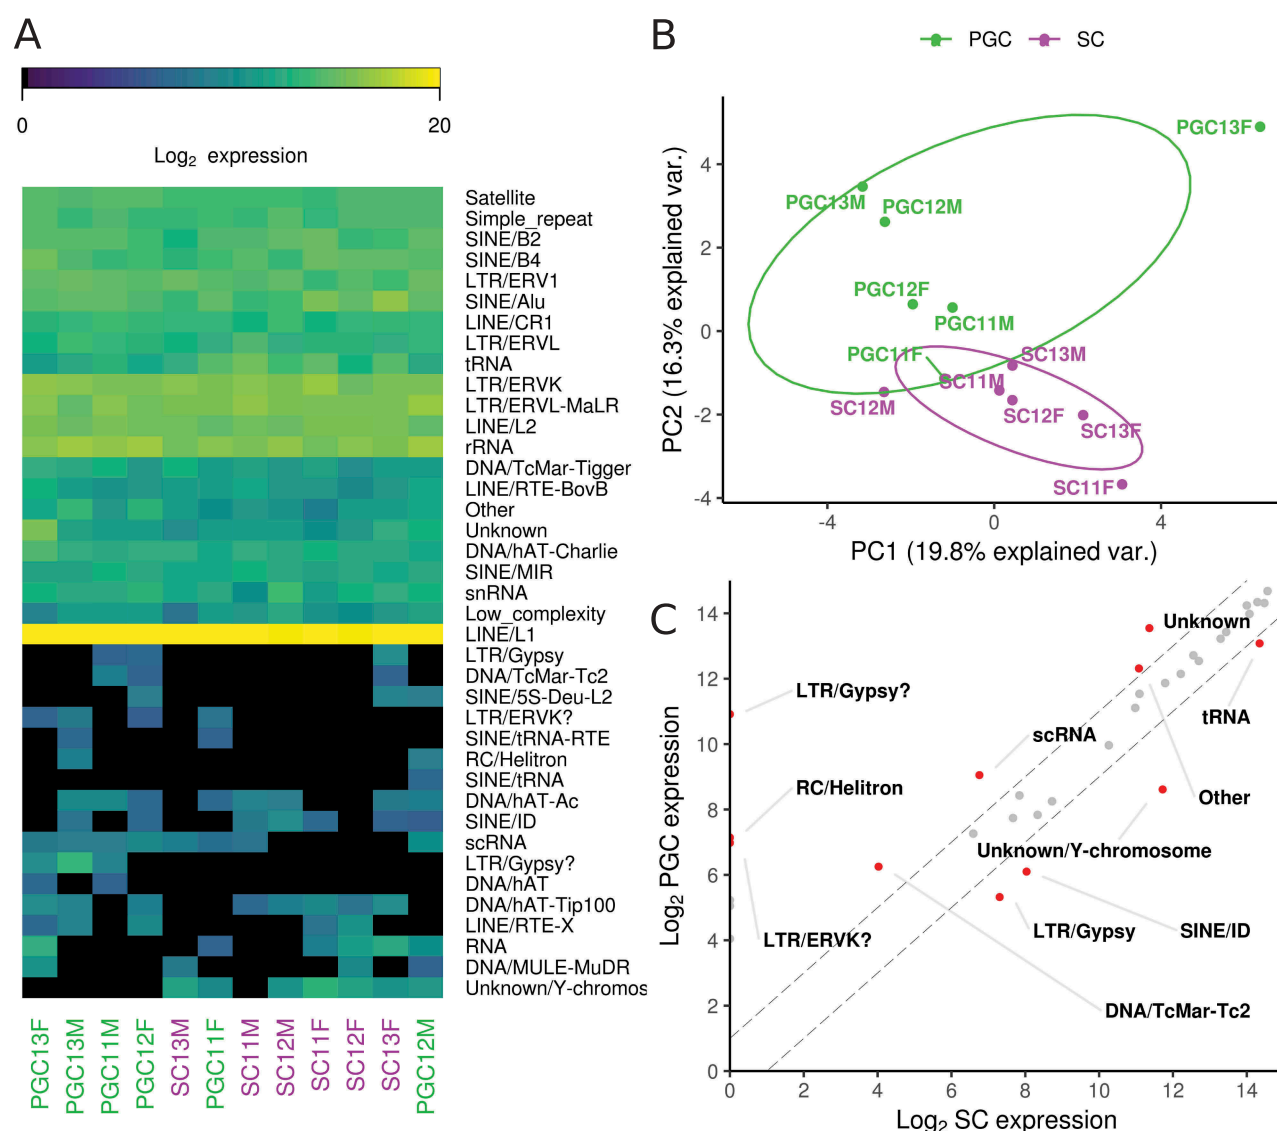 A
0
20
Log2 expression
Satellite
Simple_repeat
SINE/B2
SINE/B4
LTR/ERV1
SINE/Alu
LINE/CR1
LTR/ERVL
tRNA
LTR/ERVK
LTR/ERVL-MaLR
LINE/L2
rRNA
DNA/TcMar-Tigger
LINE/RTE-BovB
Other
Unknown
DNA/hAT-Charlie
SINE/MIR
snRNA
Low_complexity
LINE/L1
LTR/Gypsy
DNA/TcMar-Tc2
SINE/5S-Deu-L2
LTR/ERVK?
SINE/tRNA-RTE
RC/Helitron
SINE/tRNA
DNA/hAT-Ac
SINE/ID
scRNA
LTR/Gypsy?
DNA/hAT
DNA/hAT-Tip100
LINE/RTE-X
RNA
DNA/MULE-MuDR
Unknown/Y-chromos
PGC13F
PGC13M
PGC11M
PGC12F
SC13M
PGC11F
SC11M
SC12M
SC11F
SC12F
SC13F
PGC12M
B
PGC
SC
PC2 (16.3% explained var.)
4
2
0
-2
-4
PGC13F
PGC13M
PGC12M
PGC12F
PGC11M
PGC11F
SC13M
SC11M
SC12M
SC12F
SC13F
SC11F
-4
0
4
PC1 (19.8% explained var.)
C
Log2 PGC expression
14
12
10
8
6
4
2
0
Unknown
LTR/Gypsy?
tRNA
scRNA
RC/Helitron
Other
Unknown/Y-chromosome
LTR/ERVK?
LTR/Gypsy
SINE/ID
DNA/TcMar-Tc2
0
2
4
6
8
10
12
14
Log2 SC expression